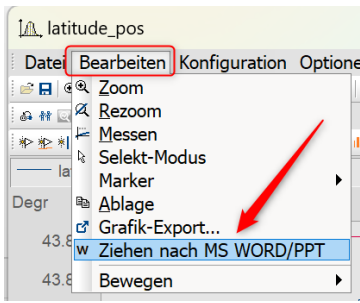 latitude_pos
Datei Bearbeiten Konfiguration Optione
Zoom
Rezoom
Messen
Selekt-Modus
Marker
Ablage
Grafik-Export...
W Ziehen nach MS WORD/PPT
Bewegen
la
Degr
43.8
43.8